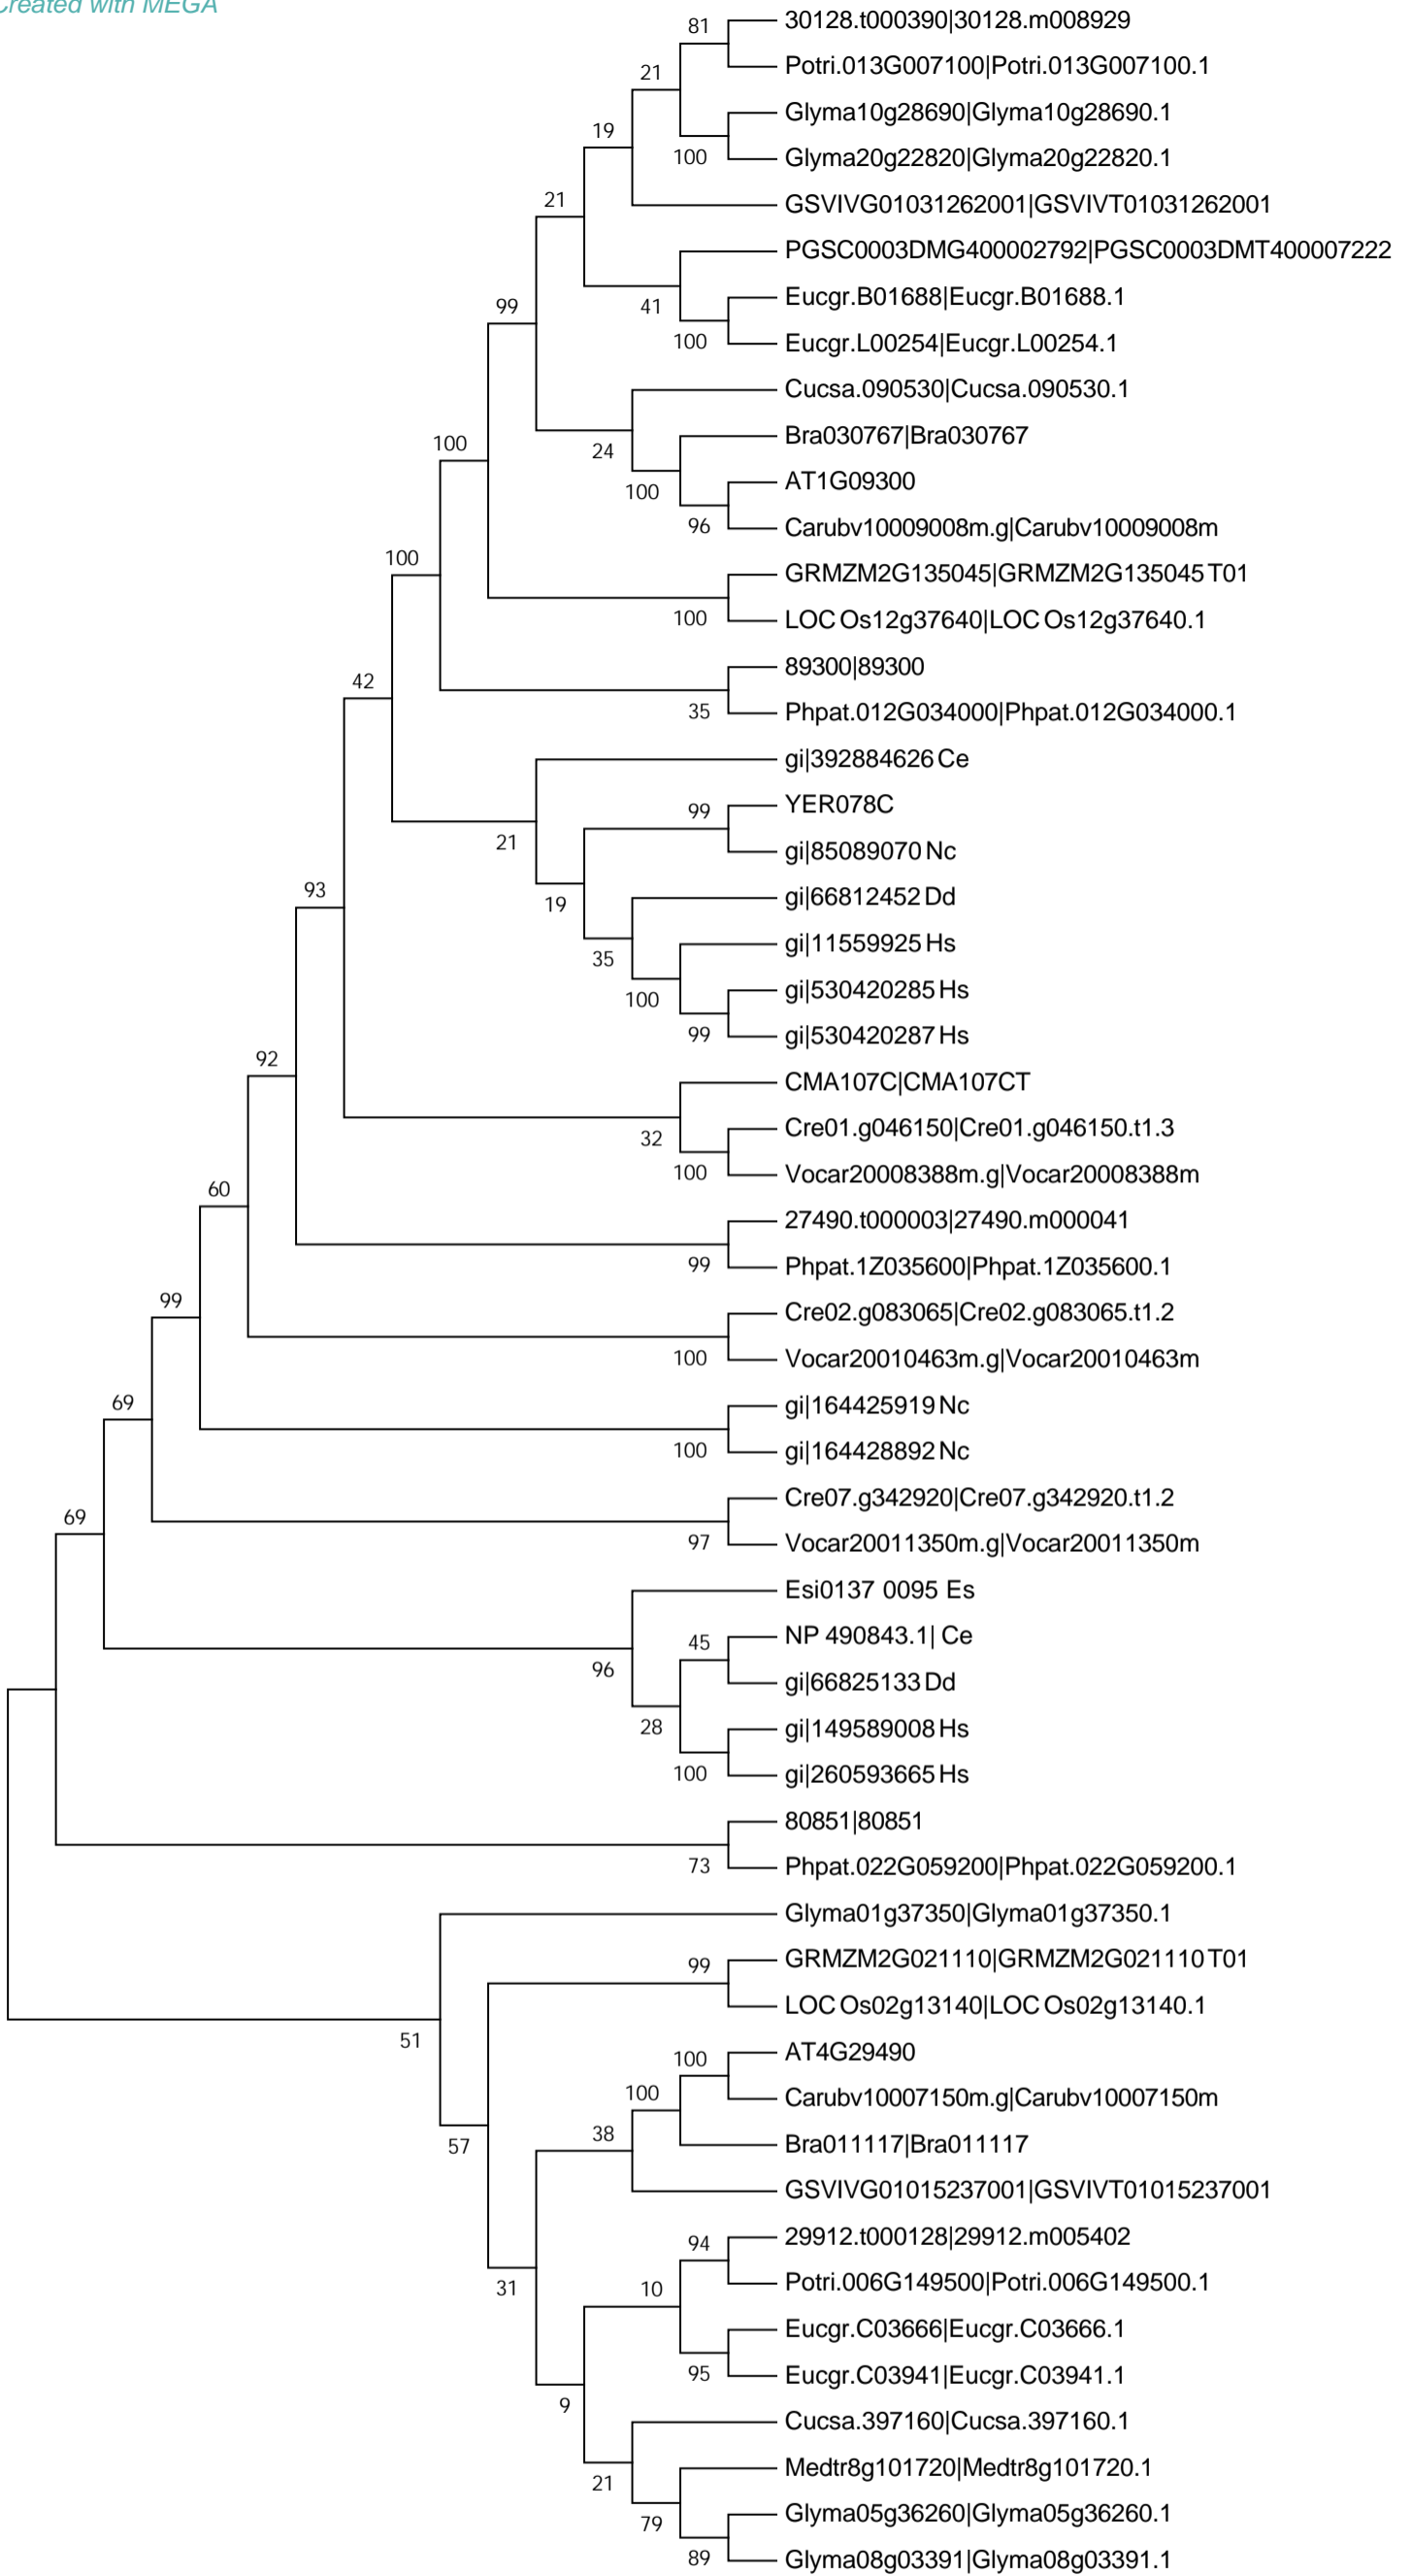 Created with MEGA
81
30128.t000390|30128.m008929
21
Potri.013G007100|Potri.013G007100.1
Glyma10g28690|Glyma10g28690.1
19
100
Glyma20g22820|Glyma20g22820.1
21
GSVIVG01031262001|GSVIVT01031262001
PGSC0003DMG400002792|PGSC0003DMT400007222
99
41
Eucgr.B01688|Eucgr.B01688.1
100
Eucgr.L00254|Eucgr.L00254.1
Cucsa.090530|Cucsa.090530.1
100
24
Bra030767|Bra030767
100
AT1G09300
96
Carubv10009008m.g|Carubv10009008m
100
GRMZM2G135045|GRMZM2G135045 T01
100
LOC Os12g37640|LOC Os12g37640.1
89300|89300
42
35
Phpat.012G034000|Phpat.012G034000.1
gi|392884626 Ce
99
YER078C
21
gi|85089070 Nc
93
19
gi|66812452 Dd
35
gi|11559925 Hs
100
gi|530420285 Hs
99
gi|530420287 Hs
92
CMA107C|CMA107CT
32
Cre01.g046150|Cre01.g046150.t1.3
100
Vocar20008388m.g|Vocar20008388m
60
27490.t000003|27490.m000041
99
Phpat.1Z035600|Phpat.1Z035600.1
99
Cre02.g083065|Cre02.g083065.t1.2
100
Vocar20010463m.g|Vocar20010463m
69
gi|164425919 Nc
100
gi|164428892 Nc
69
Cre07.g342920|Cre07.g342920.t1.2
97
Vocar20011350m.g|Vocar20011350m
Esi0137 0095 Es
96
45
NP 490843.1| Ce
gi|66825133 Dd
28
gi|149589008 Hs
100
gi|260593665 Hs
80851|80851
73
Phpat.022G059200|Phpat.022G059200.1
Glyma01g37350|Glyma01g37350.1
99
GRMZM2G021110|GRMZM2G021110 T01
51
LOC Os02g13140|LOC Os02g13140.1
100
AT4G29490
100
Carubv10007150m.g|Carubv10007150m
57
38
Bra011117|Bra011117
GSVIVG01015237001|GSVIVT01015237001
94
29912.t000128|29912.m005402
31
10
Potri.006G149500|Potri.006G149500.1
Eucgr.C03666|Eucgr.C03666.1
95
Eucgr.C03941|Eucgr.C03941.1
9
Cucsa.397160|Cucsa.397160.1
21
Medtr8g101720|Medtr8g101720.1
79
Glyma05g36260|Glyma05g36260.1
89
Glyma08g03391|Glyma08g03391.1